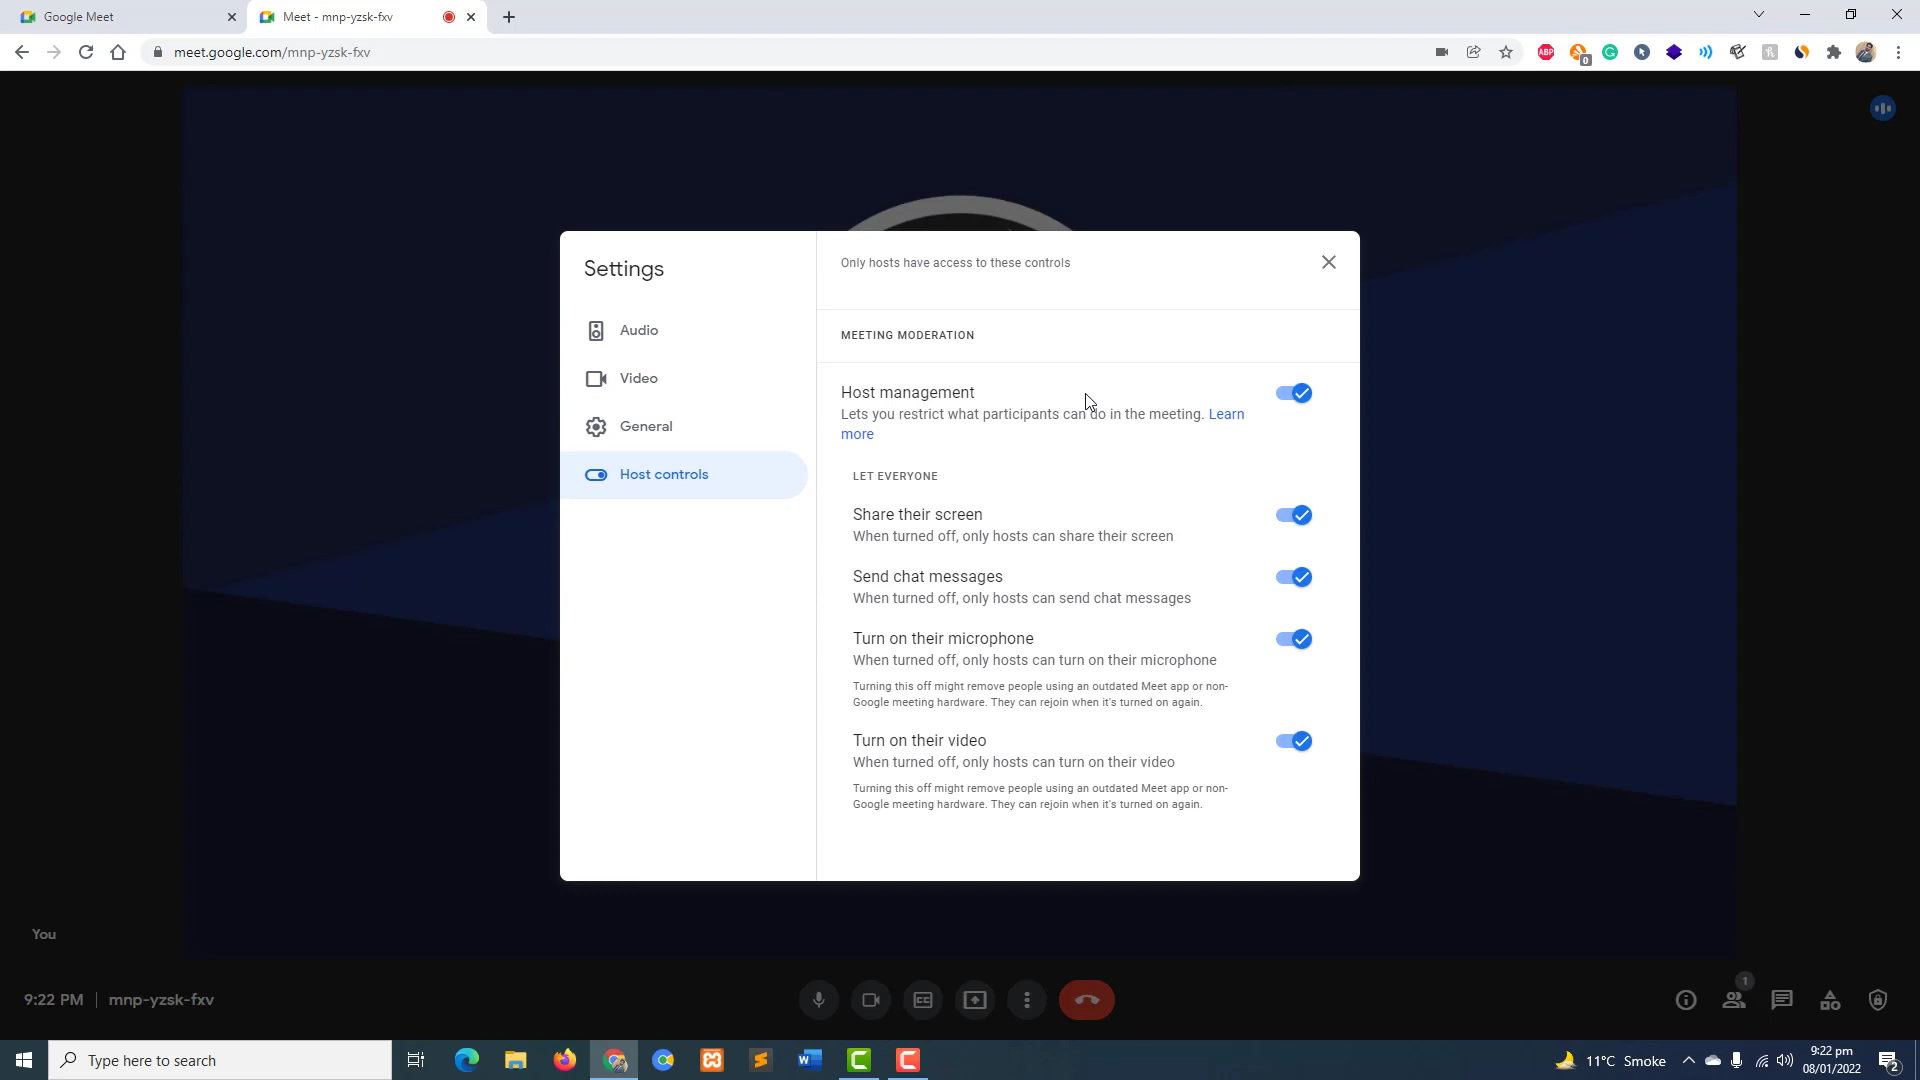 Google Meet
Meet - mnp-yzsk-fxv
meet.google.com/mnp-yzsk-fxv
ABP
0
Settings
Audio
Video
General
Host controls
Only hosts have access to these controls
MEETING MODERATION
Host management
Lets you restrict what participants can do in the meeting. Learn
more
LET EVERYONE
Share their screen
When turned off, only hosts can share their screen
Send chat messages
When turned off, only hosts can send chat messages
Turn on their microphone
When turned off, only hosts can turn on their microphone
Turning this off might remove people using an outdated Meet app or non-
Google meeting hardware. They can rejoin when it's turned on again.
Turn on their video
When turned off, only hosts can turn on their video
Turning this off might remove people using an outdated Meet app or non-
Google meeting hardware. They can rejoin when it's turned on again.
You
9:22 PM | mnp-yzsk-fxv
CC
1
Type here to search
11°C Smoke
9:22 pm
08/01/2022
2